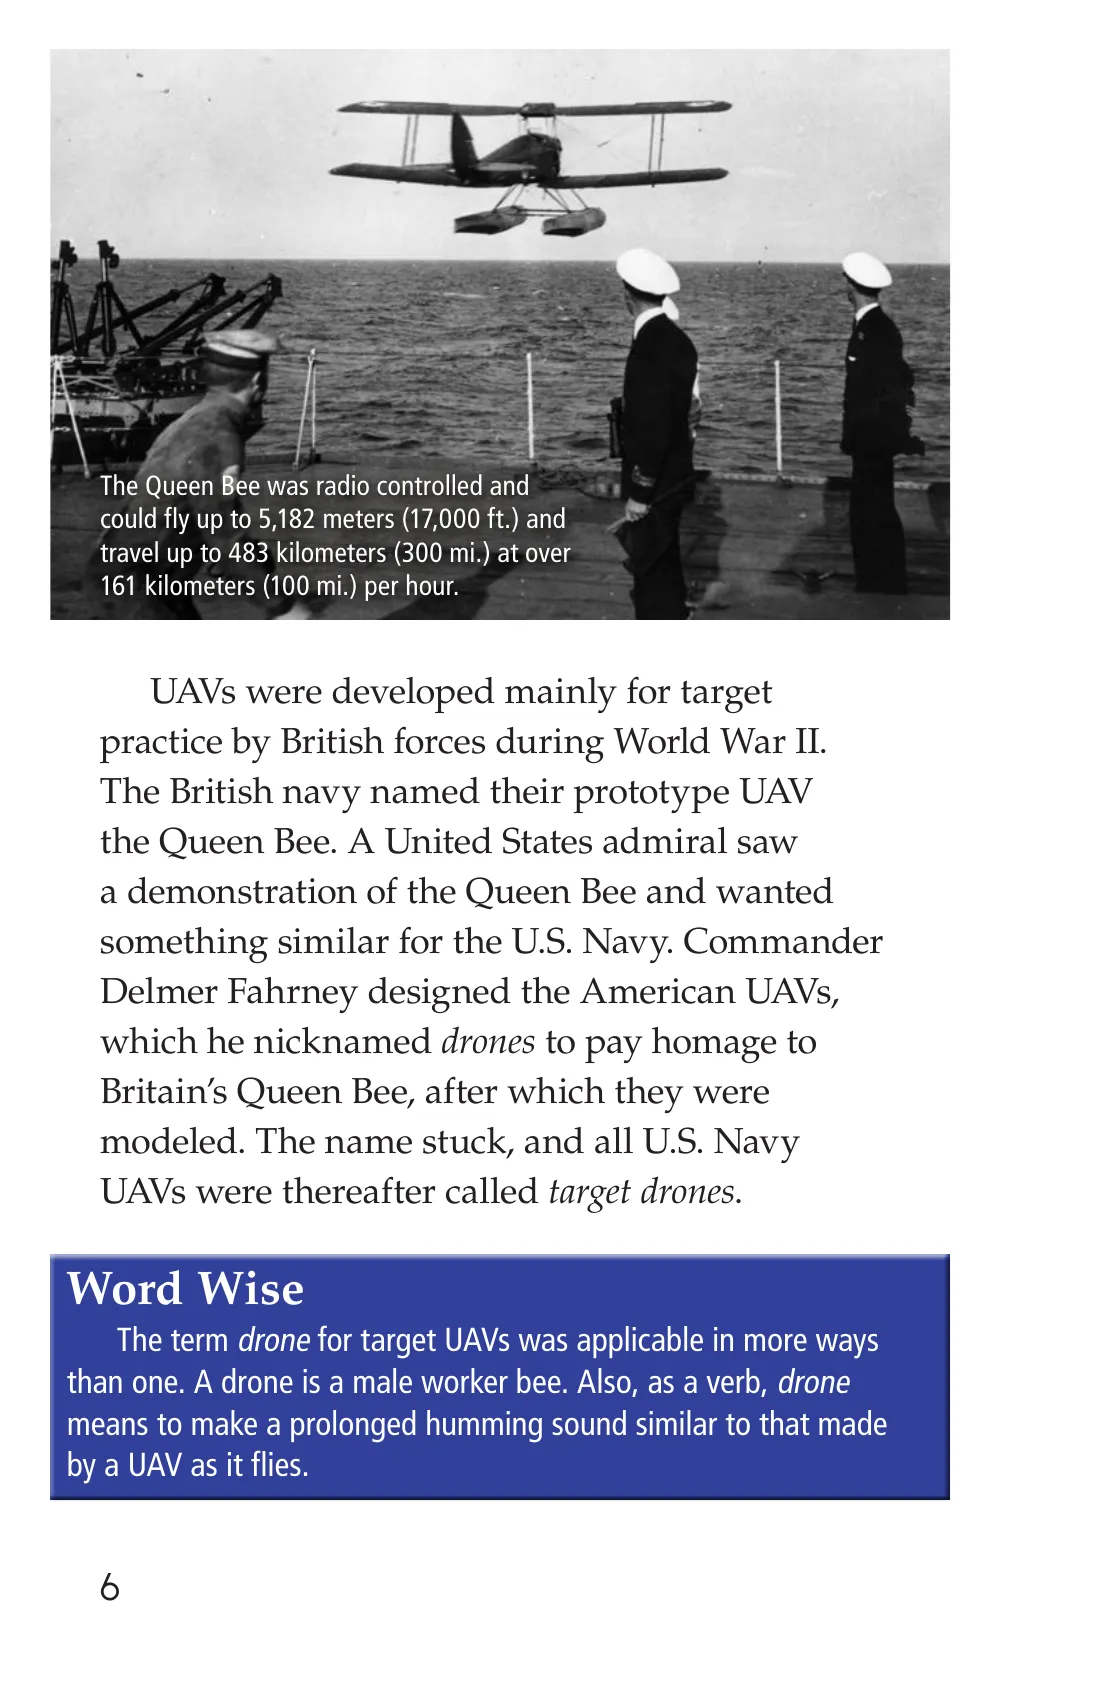 The Queen Bee was radio controlled and
could fly up to 5,182 meters (17,000 ft.) and
travel up to 483 kilometers (300 mi.) at over
161 kilometers (100 mi.) per hour.
UAVs were developed mainly for target
practice by British forces during World War II.
The British navy named their prototype UAV
the Queen Bee. A United States admiral saw
a demonstration of the Queen Bee and wanted
something similar for the U.S. Navy. Commander
Delmer Fahrney designed the American UAVs,
which he nicknamed drones to pay homage to
Britain’s Queen Bee, after which they were
modeled. The name stuck, and all U.S. Navy
UAVs were thereafter called target drones.
Word Wise
The term drone for target UAVs was applicable in more ways
than one. A drone is a male worker bee. Also, as a verb, drone
means to make a prolonged humming sound similar to that made
by a UAV as it flies.
6